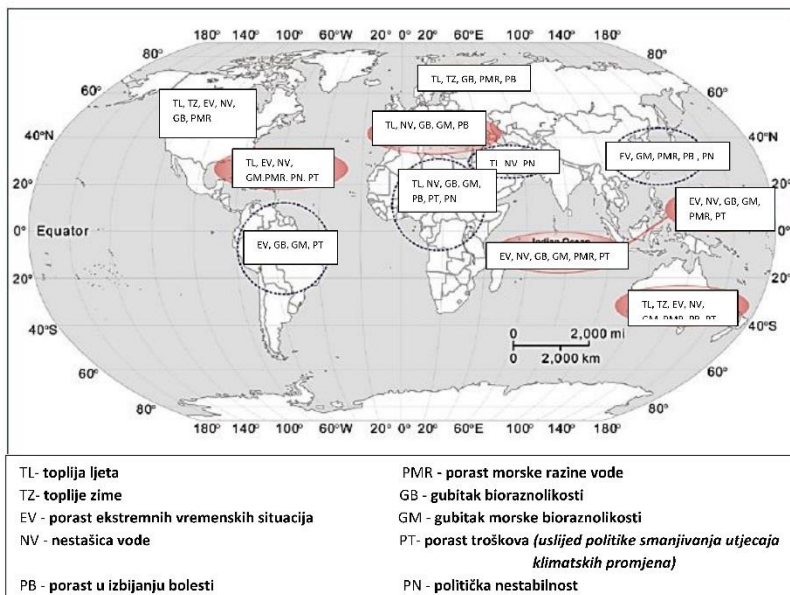 180° 140° 100° 60° 20° 0° 20° 60° 100° 140° 180°
80° 80°
TL, TZ, GB, PMR, PB
60° 60°
TL, TZ, EV, NV,
GB, PMR
TL, NV, GB, GM, PB
40°N 40°N
EV, GM, PMR, PB , PN
TL, EV, NV,
GM.PMR. PN. PT
TL, NV, PN
20° 20°
TL, NV, GB, GM,
PB, PT, PN
EV, NV, GB, GM,
PMR, PT
Equator 0° 0°
EV, GB, GM, PT
Indian Ocean
EV, NV, GB, GM, PMR, PT
20° 20°
TL, TZ, EV, NV,
GM, PMR, PB, PT
40°S 40°S
0 2,000 mi
0 2,000 km
60° 60°
80° 80°
180° 140° 100° 60°W 20° 0° 20° 60°E 100° 140° 180°
TL- toplija ljeta
TZ- toplije zime
EV - porast ekstremnih vremenskih situacija
NV - nestašica vode
PB - porast u izbijanju bolesti
PMR - porast morske razine vode
GB - gubitak bioraznolikosti
GM - gubitak morske bioraznolikosti
PT- porast troškova (uslijed politike smanjivanja utjecaja
klimatskih promjena)
PN - politička nestabilnost